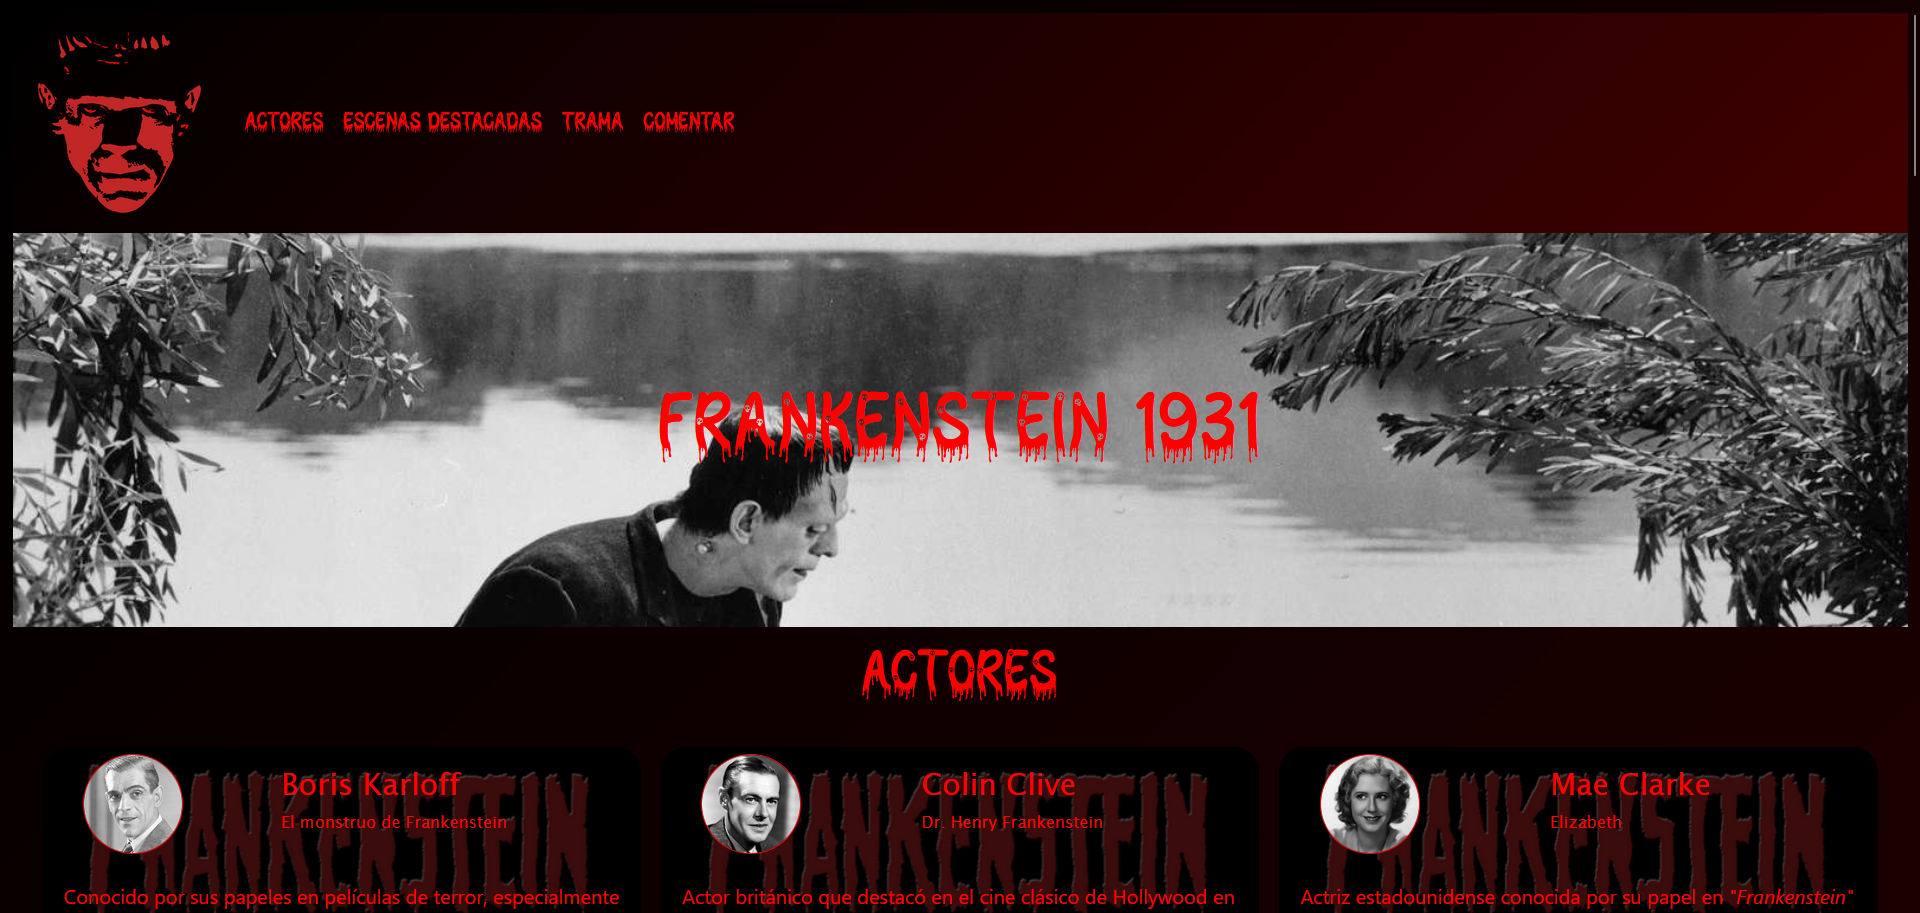 ACTORES ESCENAS DESTACADAS TRAMA COMENTAR
FRANKENSTEIN 1931
ACTORES
FRANKENSTEIN
Boris Karloff
El monstruo de Frankenstein
Conocido por sus papeles en películas de terror, especialmente
FRANKENSTEIN
Colin Clive
Dr. Henry Frankenstein
Actor británico que destacó en el cine clásico de Hollywood en
FRANKENSTEIN
Mae Clarke
Elizabeth
Actriz estadounidense conocida por su papel en "Frankenstein"